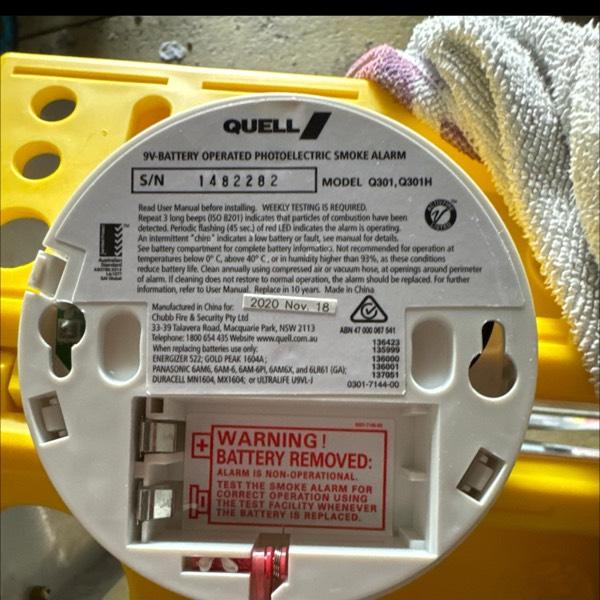 QUELL
9V-BATTERY OPERATED PHOTOELECTRIC SMOKE ALARM
S/N 1482282 MODEL Q301,Q301H
Read User Manual before installing. WEEKLY TESTING IS REQUIRED.
Repeat 3 long beeps (ISO 8201) indicates that particles of combustion have been
detected. Periodic flashing (45 sec.) of red LED indicates the alarm is operating.
An intermittent "chirp" indicates a low battery or fault, see manual for details.
See battery compartment for complete battery information. Not recommended for operation at
temperatures below 0° C, above 40° C, or in humidity higher than 93%, as these conditions
reduce battery life. Clean annually using compressed air or vacuum hose, at openings around perimeter
of alarm. If cleaning does not restore to normal operation, the alarm should be replaced. For further
information, refer to User Manual. Replace in 10 years. Made in China
Australian
Standard
Manufactured in China for: 2020 Nov. 18
Chubb Fire & Security Pty Ltd
33-39 Talavera Road, Macquarie Park, NSW 2113
Telephone: 1800 654 435 Website www.quell.com.au
ABN 47 000 067 541
When replacing batteries use only:
ENERGIZER 522; GOLD PEAK 1604A;
PANASONIC 6AM6, 6AM-6, 6AM-6PI, 6AM6X, and 6LR61 (GA);
DURACELL MN1604, MX1604; or ULTRALIFE U9VL-J
136423
135999
136000
136001
137051
0301-7144-00
WARNING!
BATTERY REMOVED:
ALARM IS NON-OPERATIONAL.
TEST THE SMOKE ALARM FOR
CORRECT OPERATION USING
THE TEST FACILITY WHENEVER
THE BATTERY IS REPLACED.